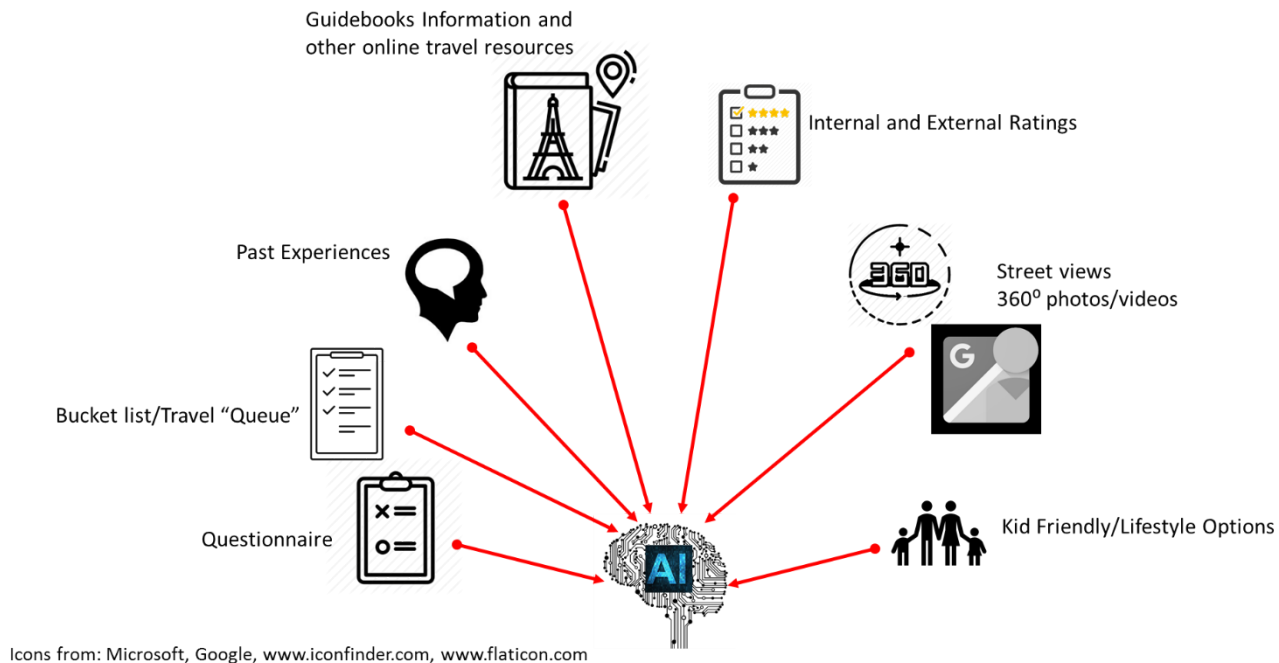 Guidebooks Information and
other online travel resources
Internal and External Ratings
Past Experiences
360
Street views
360⁰ photos/videos
G
Bucket list/Travel “Queue”
Questionnaire
AI
Kid Friendly/Lifestyle Options
Icons from: Microsoft, Google, www.iconfinder.com, www.flaticon.com